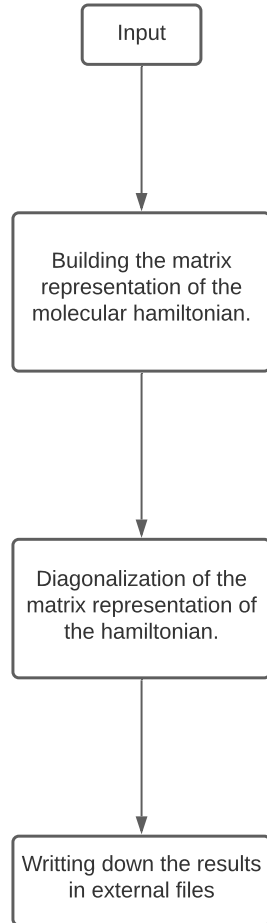 Input
Building the matrix
representation of the
molecular hamiltonian.
Diagonalization of the
matrix representation of
the hamiltonian.
Writting down the results
in external files